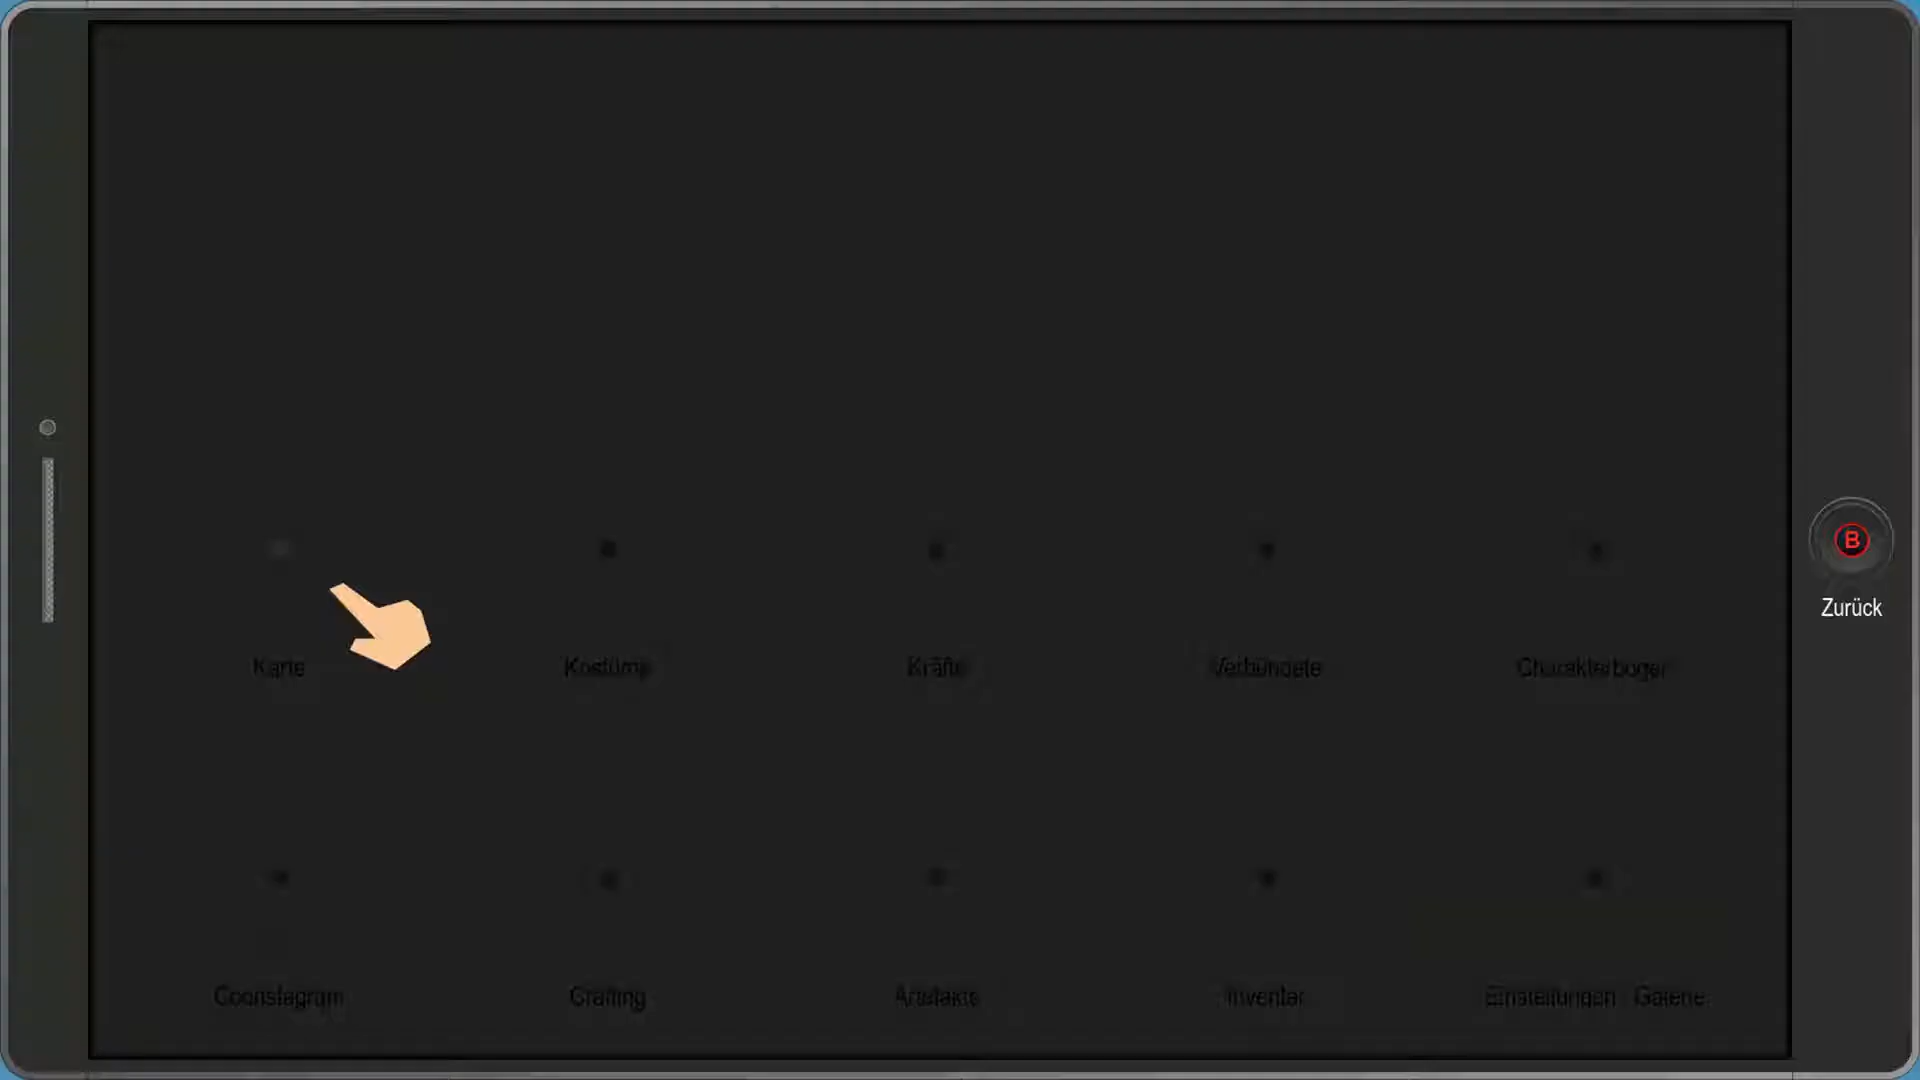 B
Zurück
Karte
Kostüme
Kräfte
Verbündete
Charakterbogen
Coonstagram
Crafting
Artefakte
Inventar
Einstellungen Galerie